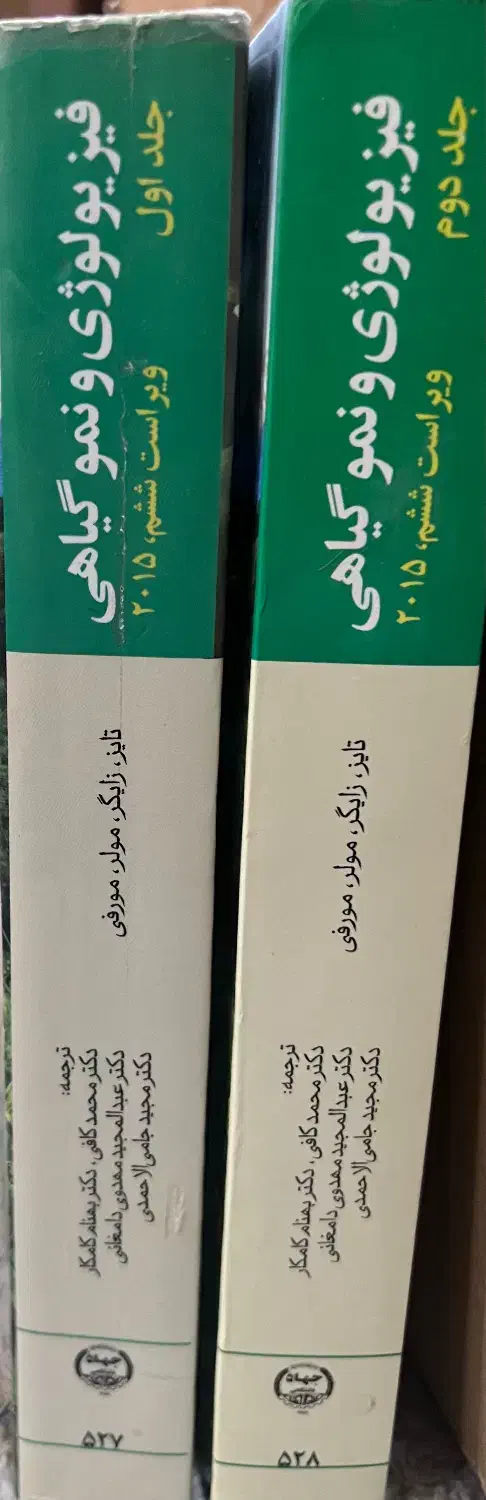 فیزیولوژی و نمو گیاهی
جلد اول
ویراست ششم، ۲۰۱۵
تایز، زایگر، مولر، مورفی
ترجمه:
دکتر محمد کافی، دکتر بهنام کامکار
دکتر عبدالمجید مهدوی دامغانی
دکتر مجید جامی الاحمدی
جهاد
۵۲۷
فیزیولوژی و نمو گیاهی
جلد دوم
ویراست ششم، ۲۰۱۵
تایز، زایگر، مولر، مورفی
ترجمه:
دکتر محمد کافی، دکتر بهنام کامکار
دکتر عبدالمجید مهدوی دامغانی
دکتر مجید جامی الاحمدی
جهاد
۵۲۸